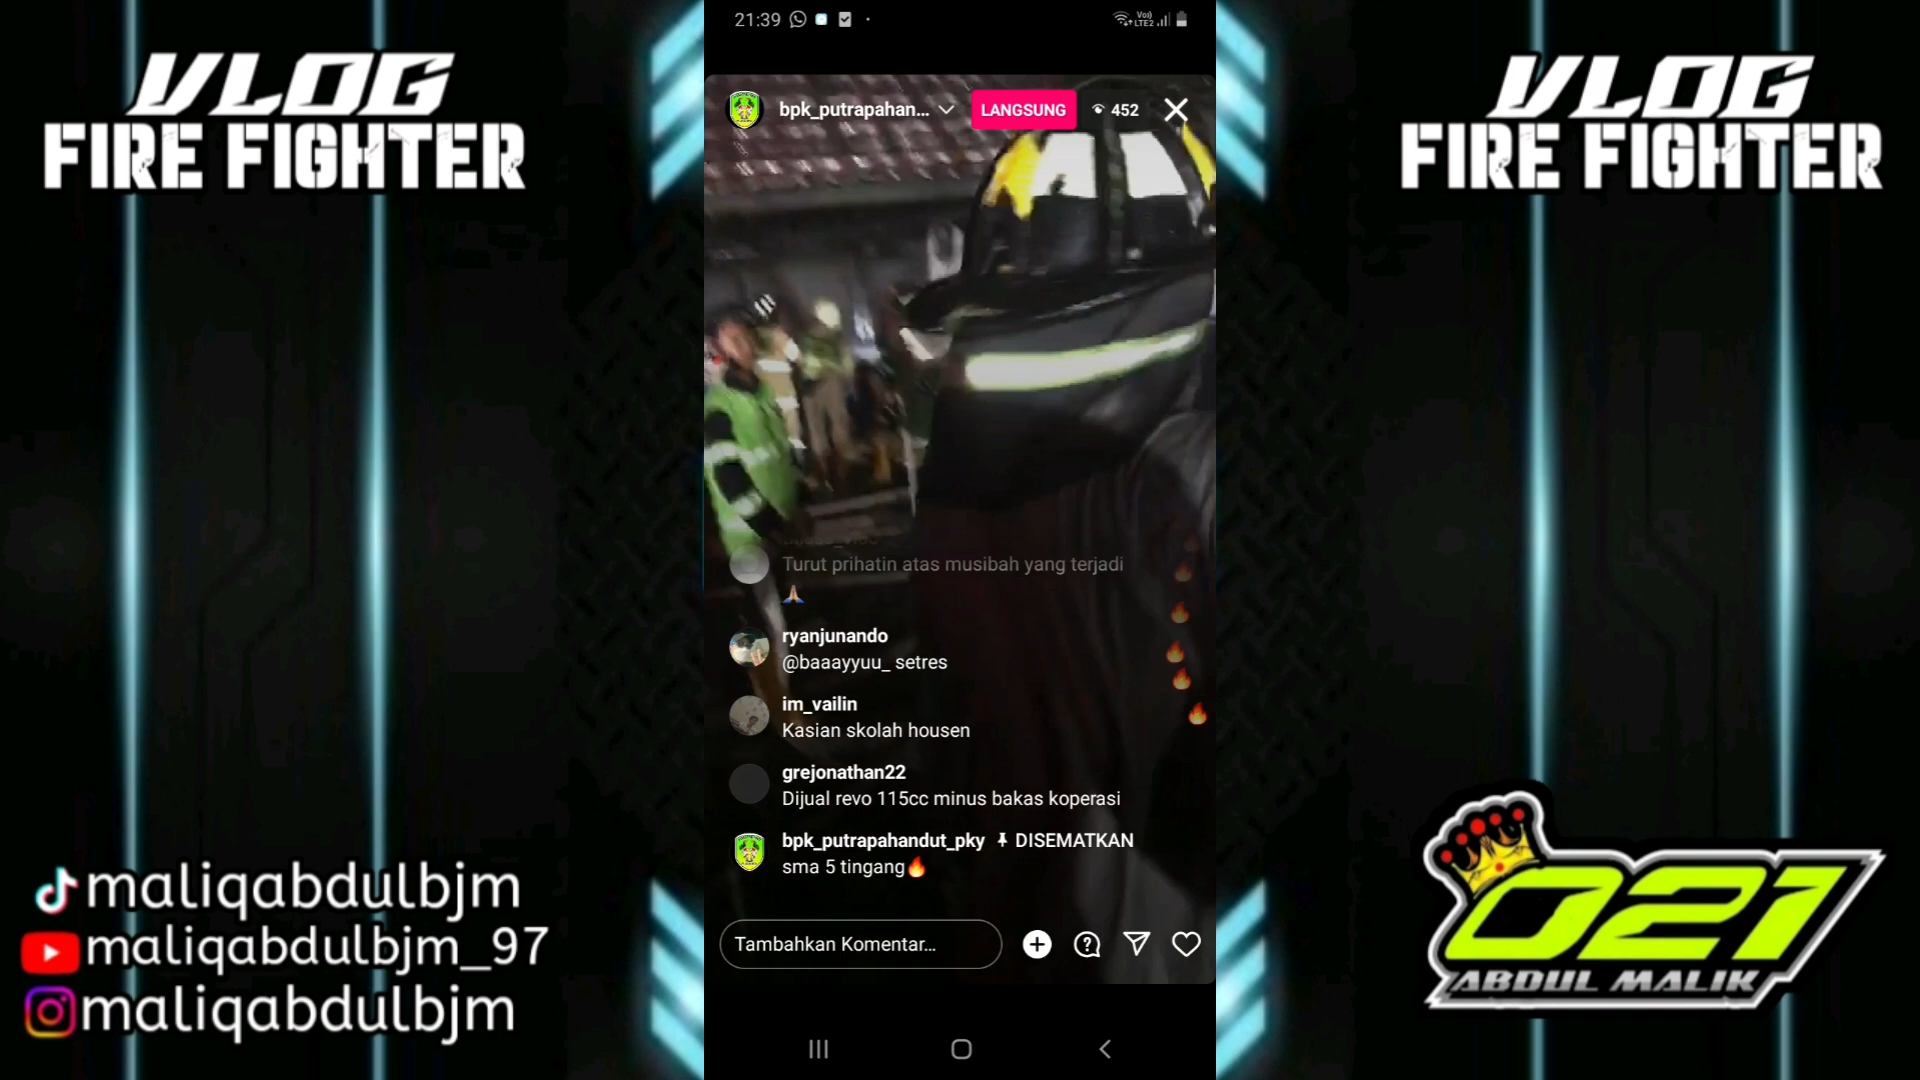 VLOG
FIRE FIGHTER
VLOG
FIRE FIGHTER
21:39
Vo)
LTE2
bpk_putrapahan...
LANGSUNG
452
Turut prihatin atas musibah yang terjadi
🙏🏻
ryanjunando
@baaayyuu_ setres
im_vailin
Kasian skolah housen
grejonathan22
Dijual revo 115cc minus bakas koperasi
bpk_putrapahandut_pky DISEMATKAN
sma 5 tingang🔥
Tambahkan Komentar...
maliqabdulbjm
maliqabdulbjm_97
maliqabdulbjm
021
ABDUL MALIK